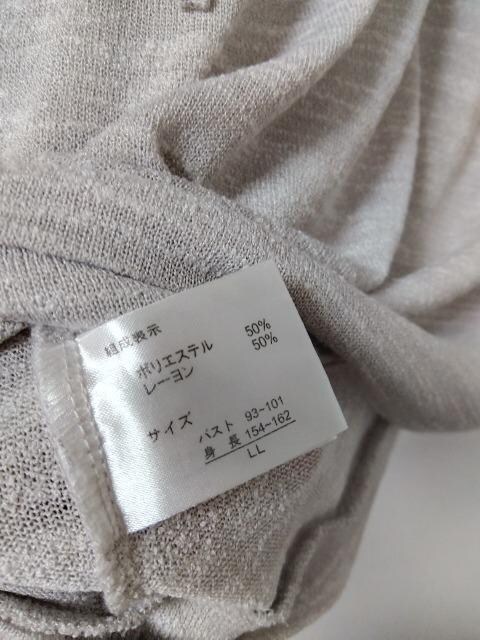 組成表示
ポリエステル 50%
レーヨン 50%
サイズ バスト 93~101
身長 154~162
LL